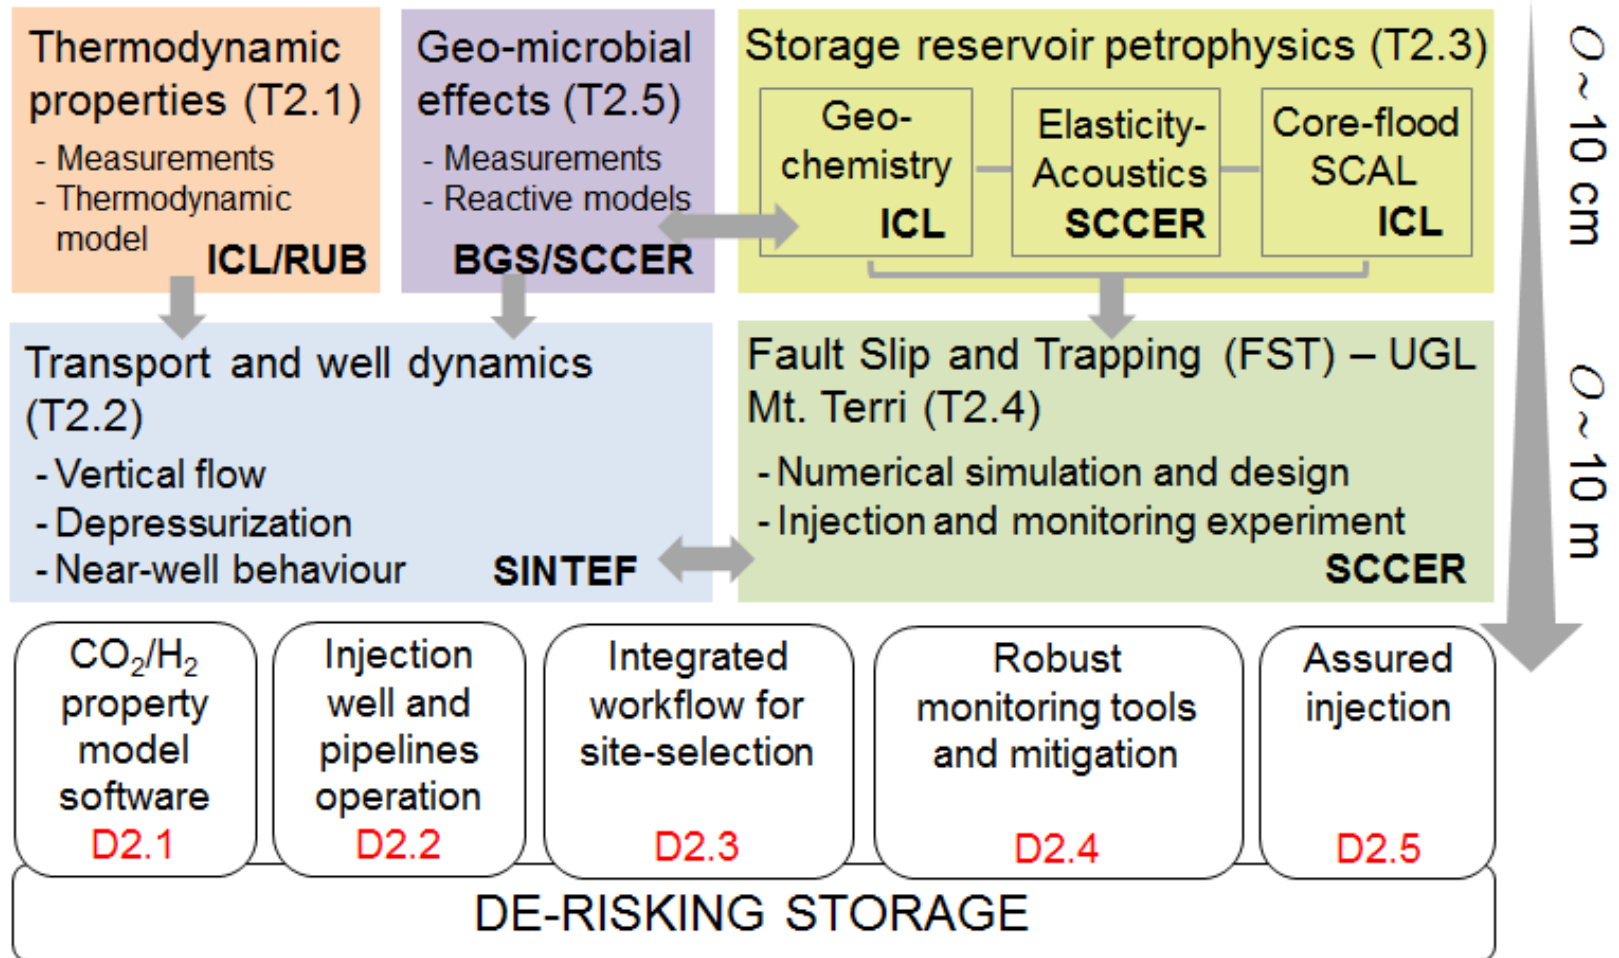 Thermodynamic
properties (T2.1)
- Measurements
- Thermodynamic
model
ICL/RUB
Geo-microbial
effects (T2.5)
- Measurements
- Reactive models
BGS/SCCER
Storage reservoir petrophysics (T2.3)
Geo-
chemistry
ICL
Elasticity-
Acoustics
SCCER
Core-flood
SCAL
ICL
O ~ 10 cm
Transport and well dynamics
(T2.2)
- Vertical flow
- Depressurization
- Near-well behaviour
SINTEF
Fault Slip and Trapping (FST) – UGL
Mt. Terri (T2.4)
- Numerical simulation and design
- Injection and monitoring experiment
SCCER
O ~ 10 m
CO₂/H₂
property
model
software
D2.1
Injection
well and
pipelines
operation
D2.2
Integrated
workflow for
site-selection
D2.3
Robust
monitoring tools
and mitigation
D2.4
Assured
injection
D2.5
DE-RISKING STORAGE